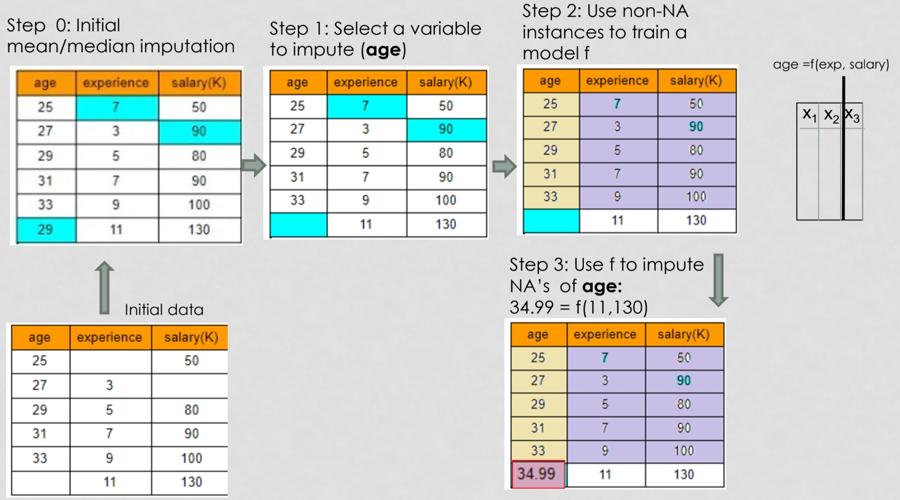 Step 0: Initial
mean/median imputation
age experience salary(K)
25 7 50
27 3 90
29 5 80
31 7 90
33 9 100
29 11 130
Step 1: Select a variable
to impute (age)
age experience salary(K)
25 7 50
27 3 90
29 5 80
31 7 90
33 9 100
11 130
Step 2: Use non-NA
instances to train a
model f
age experience salary(K)
25 7 50
27 3 90
29 5 80
31 7 90
33 9 100
11 130
age =f(exp, salary)
X1 X2 X3
Initial data
age experience salary(K)
25 50
27 3
29 5 80
31 7 90
33 9 100
11 130
Step 3: Use f to impute
NA's of age:
34.99 = f(11,130)
age experience salary(K)
25 7 50
27 3 90
29 5 80
31 7 90
33 9 100
34.99 11 130